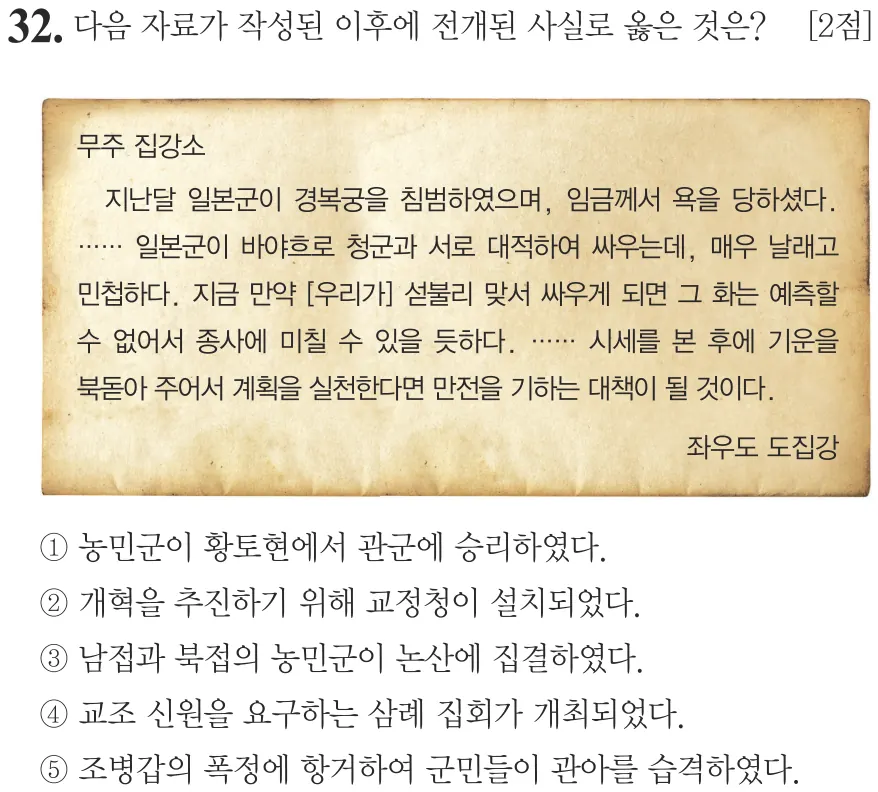 32. 다음 자료가 작성된 이후에 전개된 사실로 옳은 것은? [2점]
무주 집강소
지난달 일본군이 경복궁을 침범하였으며, 임금께서 욕을 당하셨다.
…… 일본군이 바야흐로 청군과 서로 대적하여 싸우는데, 매우 날래고
민첩하다. 지금 만약 [우리가] 섣불리 맞서 싸우게 되면 그 화는 예측할
수 없어서 종사에 미칠 수 있을 듯하다. …… 시세를 본 후에 기운을
북돋아 주어서 계획을 실천한다면 만전을 기하는 대책이 될 것이다.
좌우도 도집강
① 농민군이 황토현에서 관군에 승리하였다.
② 개혁을 추진하기 위해 교정청이 설치되었다.
③ 남접과 북접의 농민군이 논산에 집결하였다.
④ 교조 신원을 요구하는 삼례 집회가 개최되었다.
⑤ 조병갑의 폭정에 항거하여 군민들이 관아를 습격하였다.